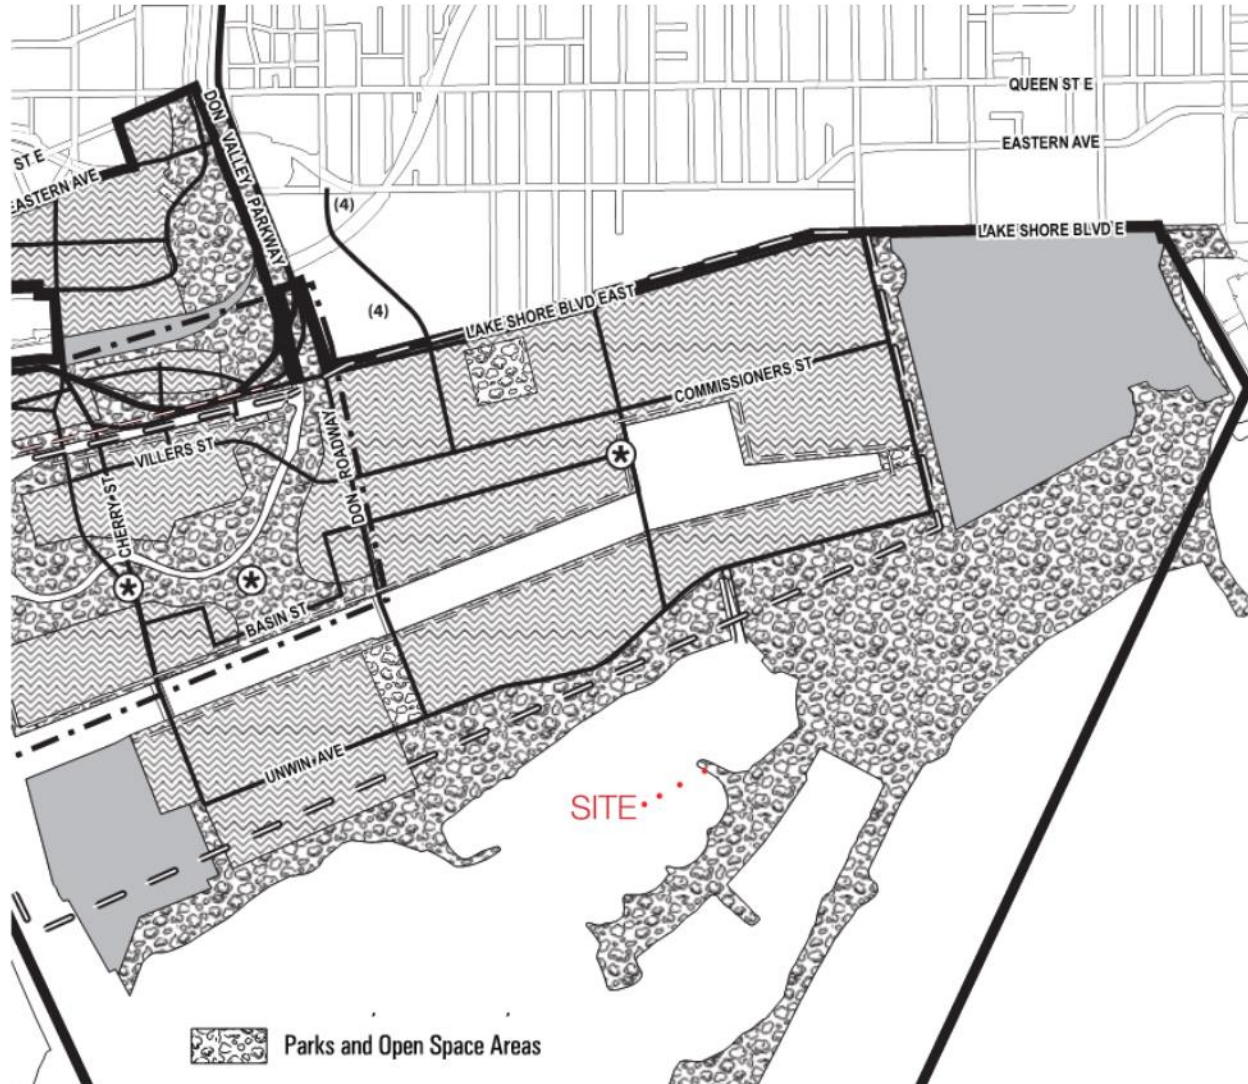 QUEEN ST E
EASTERN AVE
ST E
EASTERN AVE
DON VALLEY PARKWAY
(4)
LAKE SHORE BLVD E
(4)
LAKE SHORE BLVD EAST
COMMISSIONERS ST
VILLERS ST
DON ROADWAY
CHERRY ST
*
*
*
BASIN ST
UNWIN AVE
SITE
Parks and Open Space Areas